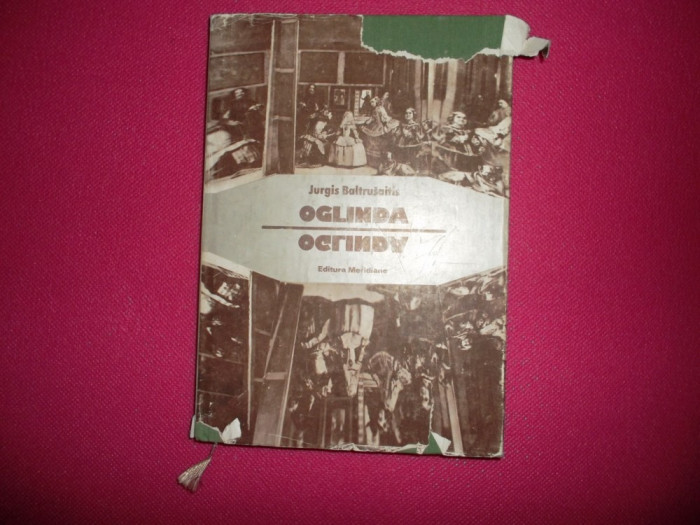 Jurgis Baltrušaitis
OGLINDA
OGLINDA
Editura Meridiane